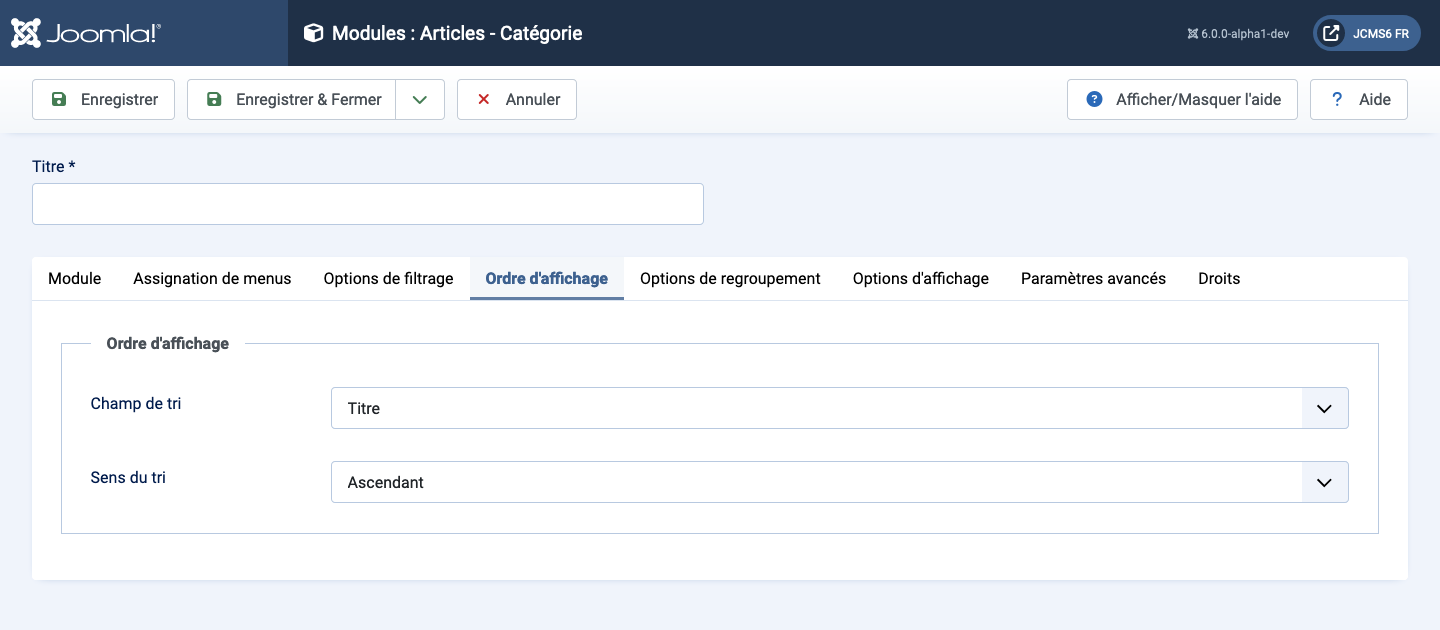 Joomla!®
Modules : Articles - Catégorie
6.0.0-alpha1-dev
JCMS6 FR
Enregistrer
Enregistrer & Fermer
Annuler
Afficher/Masquer l'aide
? Aide
Titre *
Module
Assignation de menus
Options de filtrage
Ordre d'affichage
Options de regroupement
Options d'affichage
Paramètres avancés
Droits
Ordre d'affichage
Champ de tri
Titre
Sens du tri
Ascendant